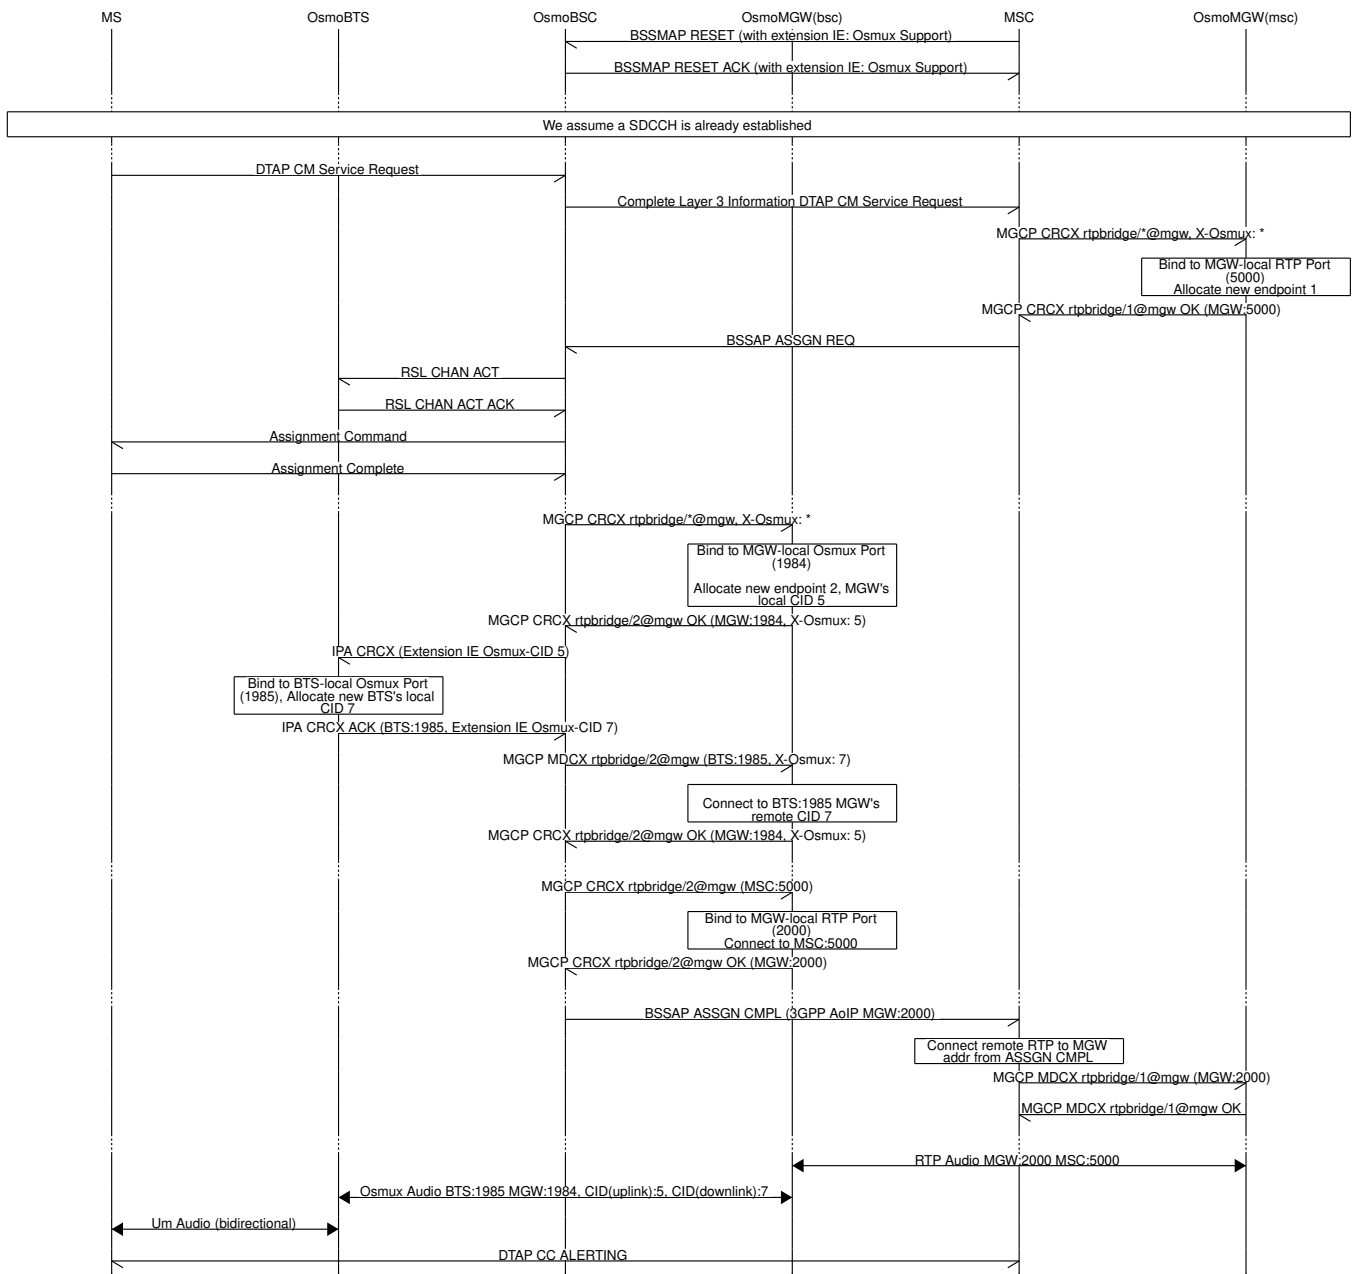 MS OsmoBTS OsmoBSC OsmoMGW(bsc) MSC OsmoMGW(msc)
BSSMAP RESET (with extension IE: Osmux Support)
BSSMAP RESET ACK (with extension IE: Osmux Support)
We assume a SDCCH is already established
DTAP CM Service Request
Complete Layer 3 Information DTAP CM Service Request
MGCP CRCX rtpbridge/*@mgw, X-Osmux: *
Bind to MGW-local RTP Port
(5000)
Allocate new endpoint 1
MGCP CRCX rtpbridge/1@mgw OK (MGW:5000)
BSSAP ASSGN REQ
RSL CHAN ACT
RSL CHAN ACT ACK
Assignment Command
Assignment Complete
MGCP CRCX rtpbridge/*@mgw, X-Osmux: *
Bind to MGW-local Osmux Port
(1984)
Allocate new endpoint 2, MGW's
local CID 5
MGCP CRCX rtpbridge/2@mgw OK (MGW:1984, X-Osmux: 5)
IPA CRCX (Extension IE Osmux-CID 5)
Bind to BTS-local Osmux Port
(1985), Allocate new BTS's local
CID 7
IPA CRCX ACK (BTS:1985, Extension IE Osmux-CID 7)
MGCP MDCX rtpbridge/2@mgw (BTS:1985, X-Osmux: 7)
Connect to BTS:1985 MGW's
remote CID 7
MGCP CRCX rtpbridge/2@mgw OK (MGW:1984, X-Osmux: 5)
MGCP CRCX rtpbridge/2@mgw (MSC:5000)
Bind to MGW-local RTP Port
(2000)
Connect to MSC:5000
MGCP CRCX rtpbridge/2@mgw OK (MGW:2000)
BSSAP ASSGN CMPL (3GPP AoIP MGW:2000)
Connect remote RTP to MGW
addr from ASSGN CMPL
MGCP MDCX rtpbridge/1@mgw (MGW:2000)
MGCP MDCX rtpbridge/1@mgw OK
RTP Audio MGW:2000 MSC:5000
Osmux Audio BTS:1985 MGW:1984, CID(uplink):5, CID(downlink):7
Um Audio (bidirectional)
DTAP CC ALERTING